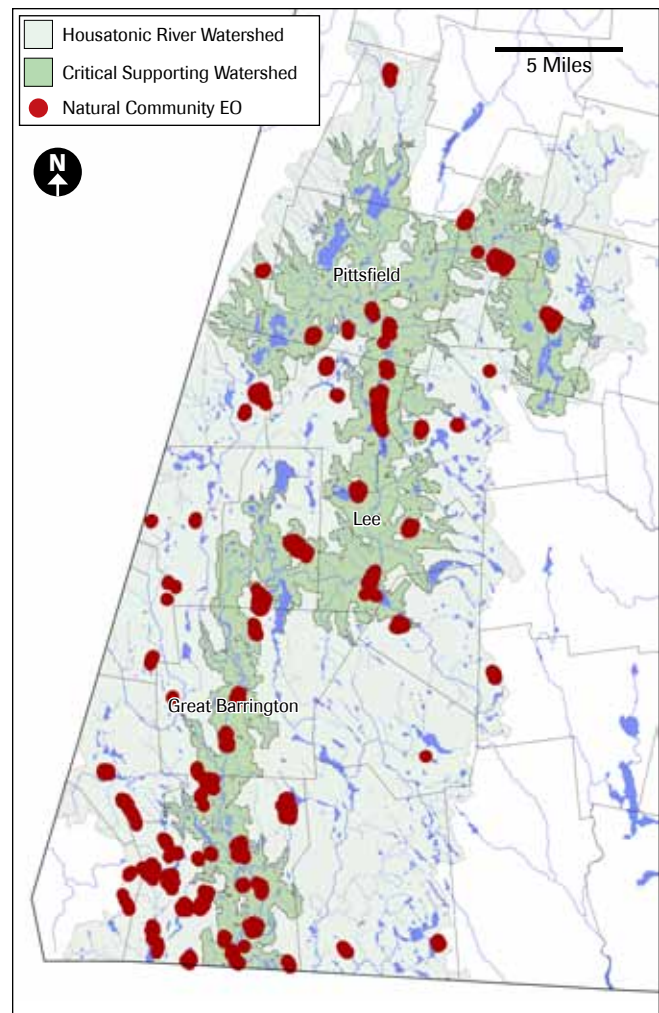 Housatonic River Watershed
Critical Supporting Watershed
Natural Community EO
5 Miles
N
Pittsfield
Lee
Great Barrington